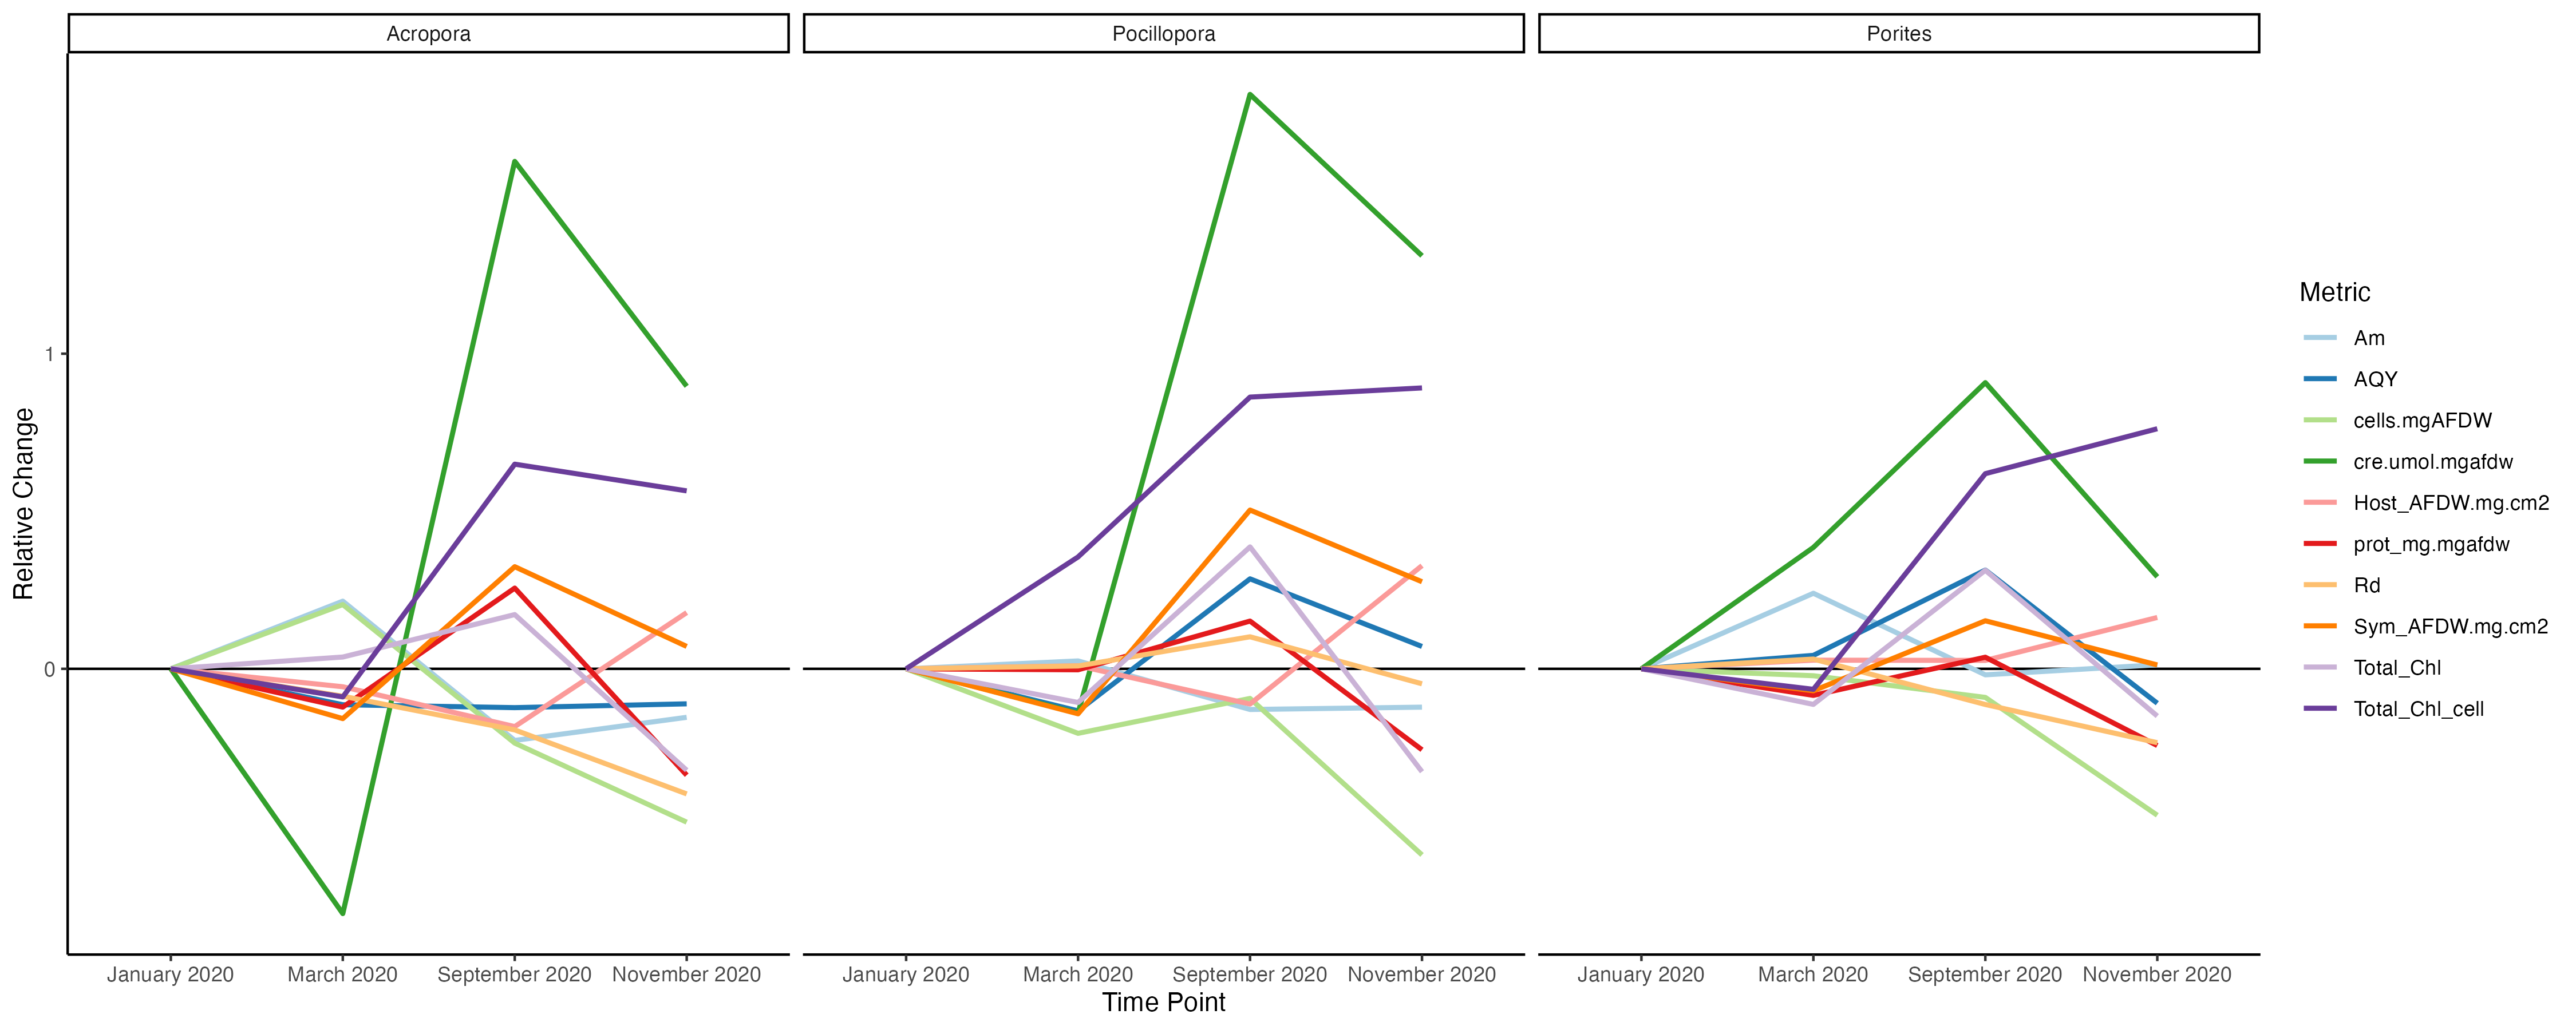 Acropora
Pocillopora
Porites
Relative Change
1
0
January 2020
March 2020
September 2020
November 2020
January 2020
March 2020
September 2020
November 2020
January 2020
March 2020
September 2020
November 2020
Time Point
Metric
Am
AQY
cells.mgAFDW
cre.umol.mgafdw
Host_AFDW.mg.cm2
prot_mg.mgafdw
Rd
Sym_AFDW.mg.cm2
Total_Chl
Total_Chl_cell